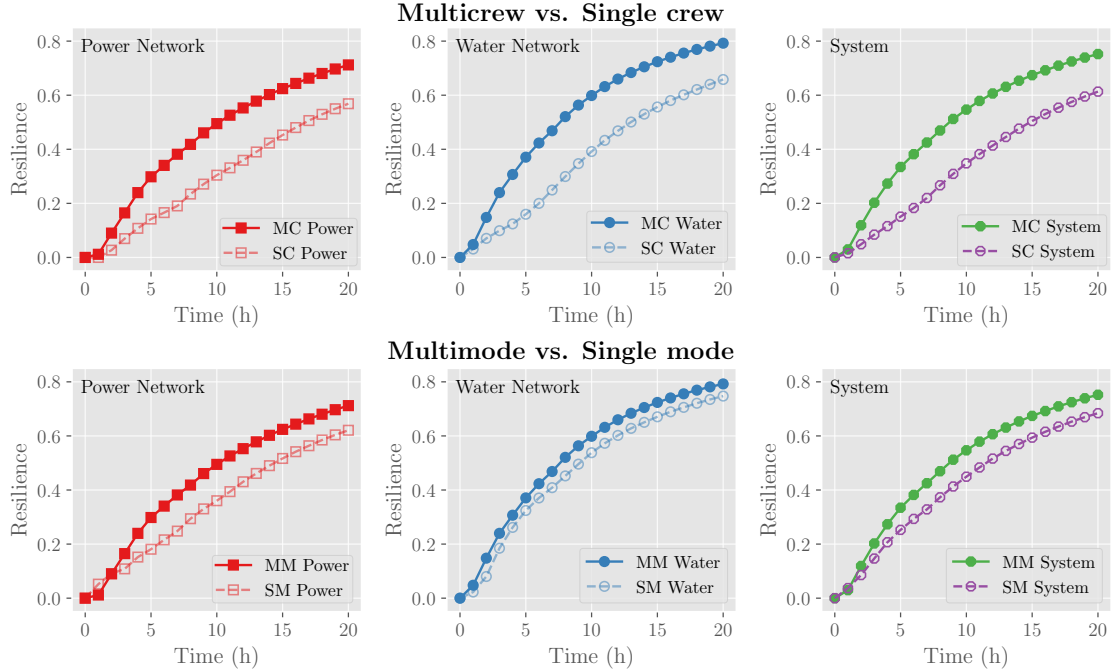 Multicrew vs. Single crew
Power Network
Water Network
System
Resilience
0.8
0.6
0.4
0.2
0.0
MC Power
SC Power
0 5 10 15 20
Time (h)
Resilience
0.8
0.6
0.4
0.2
0.0
MC Water
SC Water
0 5 10 15 20
Time (h)
Resilience
0.8
0.6
0.4
0.2
0.0
MC System
SC System
0 5 10 15 20
Time (h)
Multimode vs. Single mode
Power Network
Water Network
System
Resilience
0.8
0.6
0.4
0.2
0.0
MM Power
SM Power
0 5 10 15 20
Time (h)
Resilience
0.8
0.6
0.4
0.2
0.0
MM Water
SM Water
0 5 10 15 20
Time (h)
Resilience
0.8
0.6
0.4
0.2
0.0
MM System
SM System
0 5 10 15 20
Time (h)